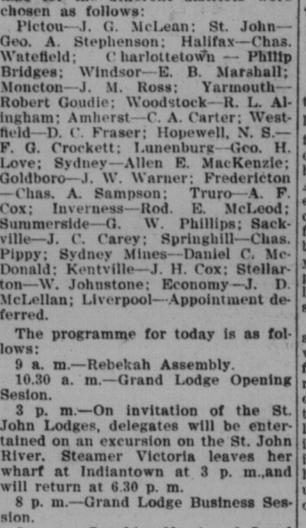 chosen as follows:
Pictou—J. G. McLean; St. John—
Geo. A. Stephenson; Halifax—Chas.
Watefield; Charlottetown — Philip
Bridges; Windsor—E. B. Marshall;
Moncton—J. M. Ross; Yarmouth—
Robert Goudie; Woodstock—R. L. Al-
ingham; Amherst—C. A. Carter; West-
field—D. C. Fraser; Hopewell, N. S.—
F. G. Crockett; Lunenburg—Geo. H.
Love; Sydney—Allen E. MacKenzie;
Goldboro—J. W. Warner; Fredericton
—Chas. A. Sampson; Truro—A. F.
Cox; Inverness—Rod. E. McLeod;
Summerside—G. W. Phillips; Sack-
ville—J. C. Carey; Springhill—Chas.
Pippy; Sydney Mines—Daniel C. Mc-
Donald; Kentville—J. H. Cox; Stellar-
ton—W. Johnstone; Economy—J. D.
McLellan; Liverpool—Appointment de-
ferred.
The programme for today is as fol-
lows:
9 a. m.—Rebekah Assembly.
10.30 a. m.—Grand Lodge Opening
Sesion.
3 p. m.—On invitation of the St.
John Lodges, delegates will be enter-
tained on an excursion on the St. John
River. Steamer Victoria leaves her
wharf at Indiantown at 3 p. m.,and
will return at 6.30 p. m.
8 p. m.—Grand Lodge Business Ses-
sion.